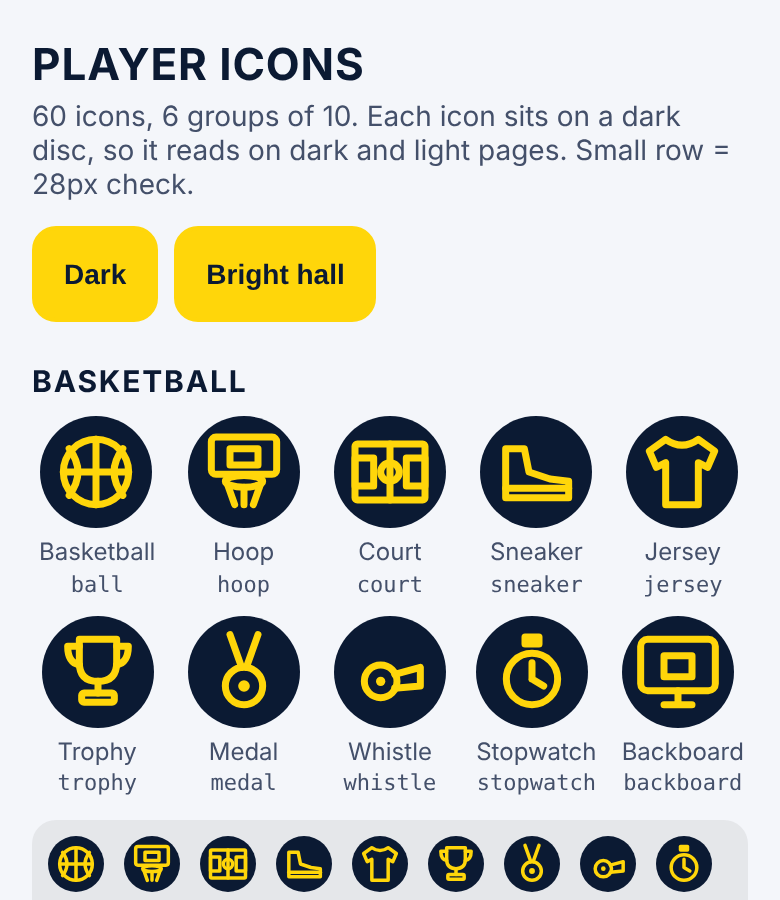 PLAYER ICONS
60 icons, 6 groups of 10. Each icon sits on a dark
disc, so it reads on dark and light pages. Small row =
28px check.
Dark
Bright hall
BASKETBALL
Basketball Hoop Court Sneaker Jersey
ball hoop court sneaker jersey
Trophy Medal Whistle Stopwatch Backboard
trophy medal whistle stopwatch backboard